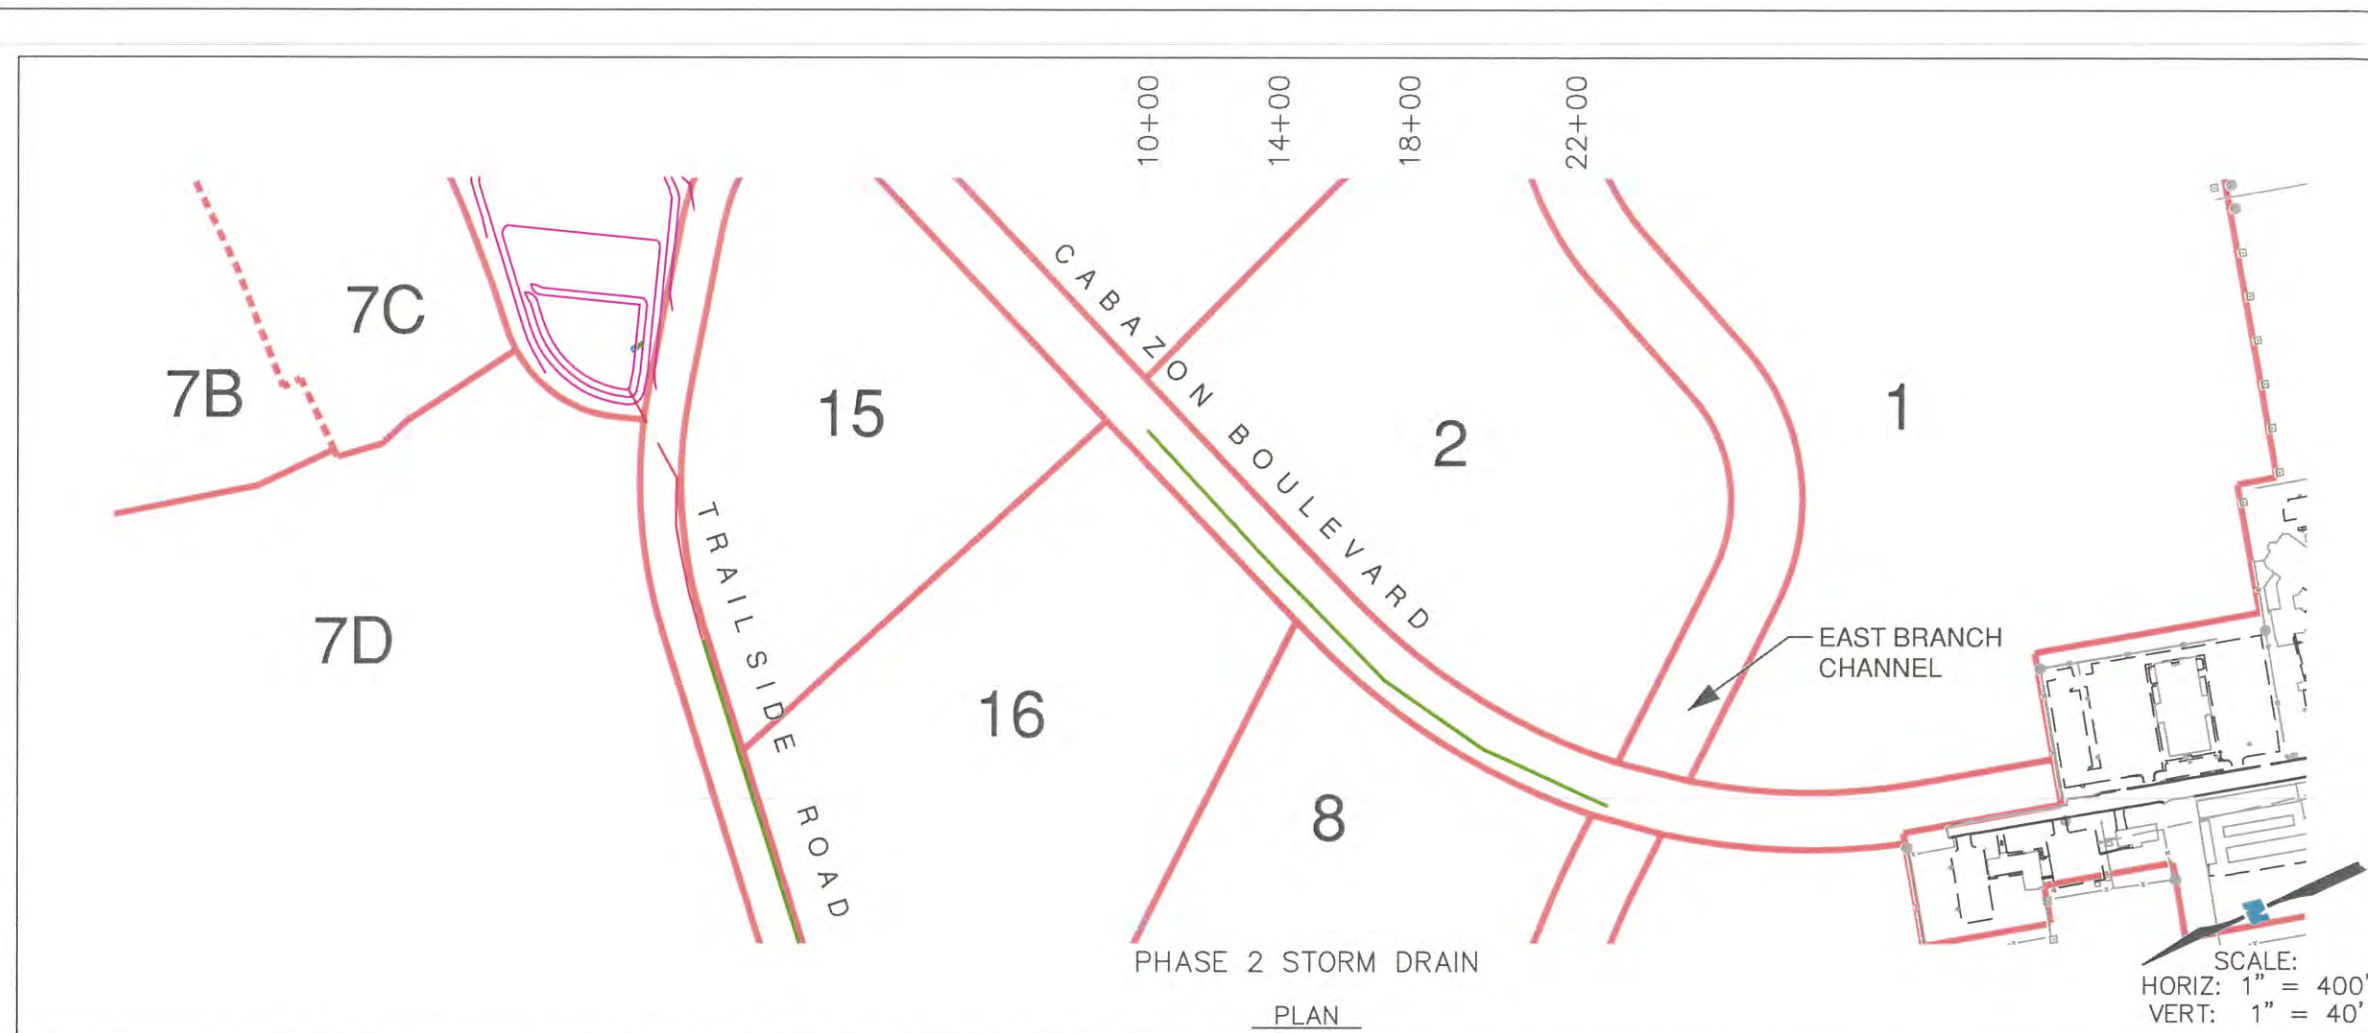 10+00
14+00
18+00
22+00
CABAZON BOULEVARD
7C
7B
15
2
1
TRAILSIDE ROAD
7D
EAST BRANCH
CHANNEL
16
8
PHASE 2 STORM DRAIN
PLAN
SCALE:
HORIZ: 1" = 400'
VERT: 1" = 40'